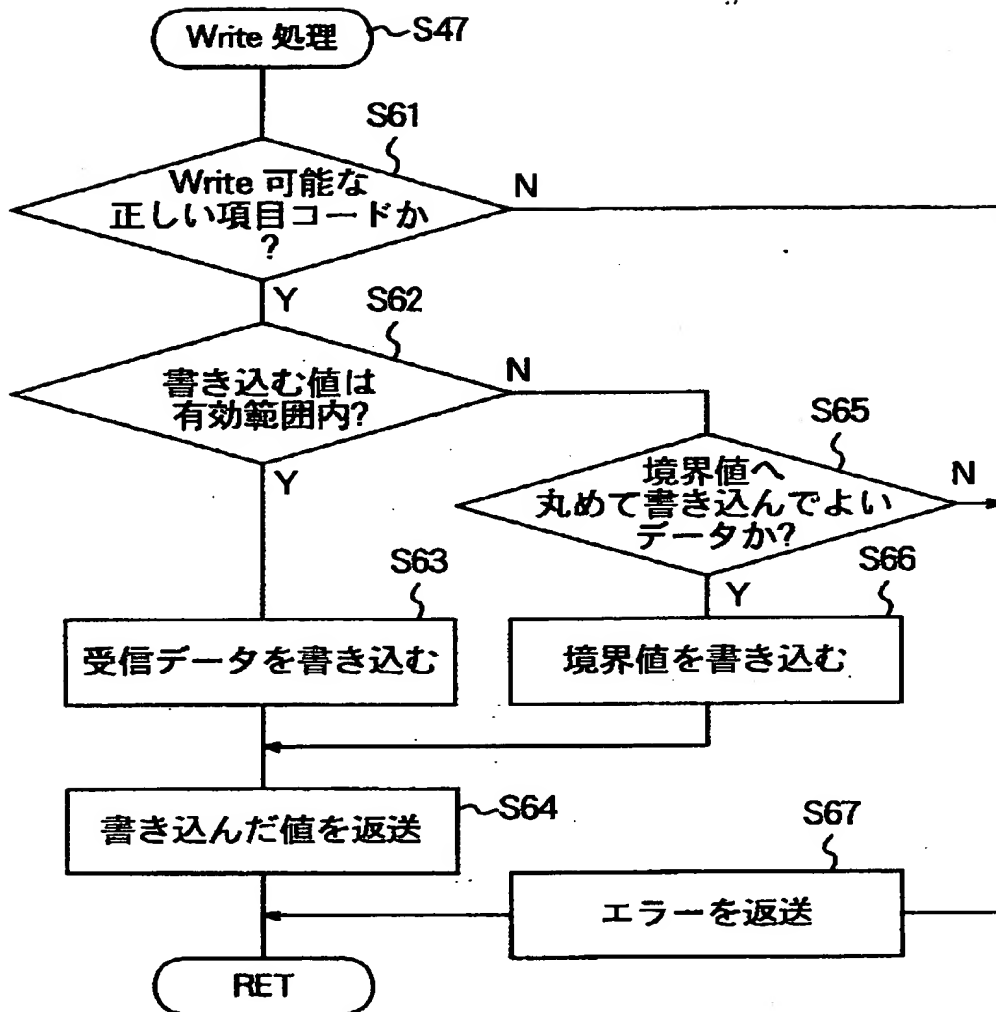 Write 処理
S47
S61
Write 可能な
正しい項目コードか
?
N
Y
S62
書き込む値は
有効範囲内?
N
Y
S65
境界値へ
丸めて書き込んでよい
データか?
N
Y
S63
受信データを書き込む
S66
境界値を書き込む
書き込んだ値を返送
S64
S67
エラーを返送
RET